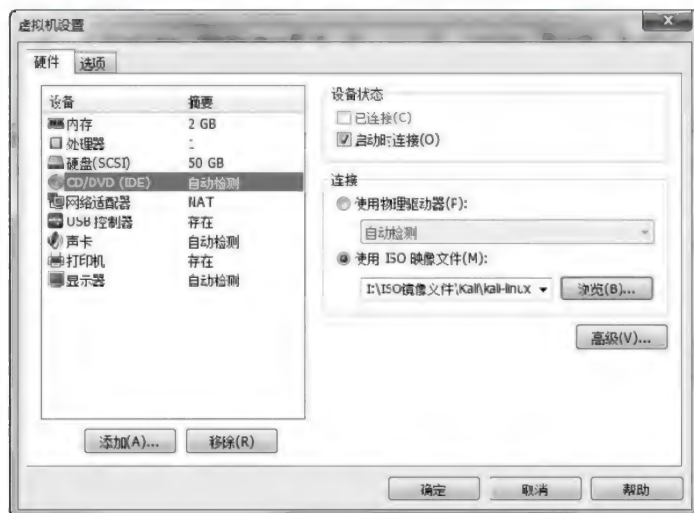 虚拟机设置
硬件 选项
设备 摘要
内存 2 GB
处理器 1
硬盘(SCSI) 50 GB
CD/DVD (IDE) 自动检测
网络适配器 NAT
USB 控制器 存在
声卡 自动检测
打印机 存在
显示器 自动检测
添加(A)... 移除(R)
设备状态
已连接(C)
启动时连接(O)
连接
使用物理驱动器(F):
自动检测
使用 ISO 映像文件(M):
I:\ISO镜像文件\Kali\kali-linux 浏览(B)...
高级(V)...
确定 取消 帮助